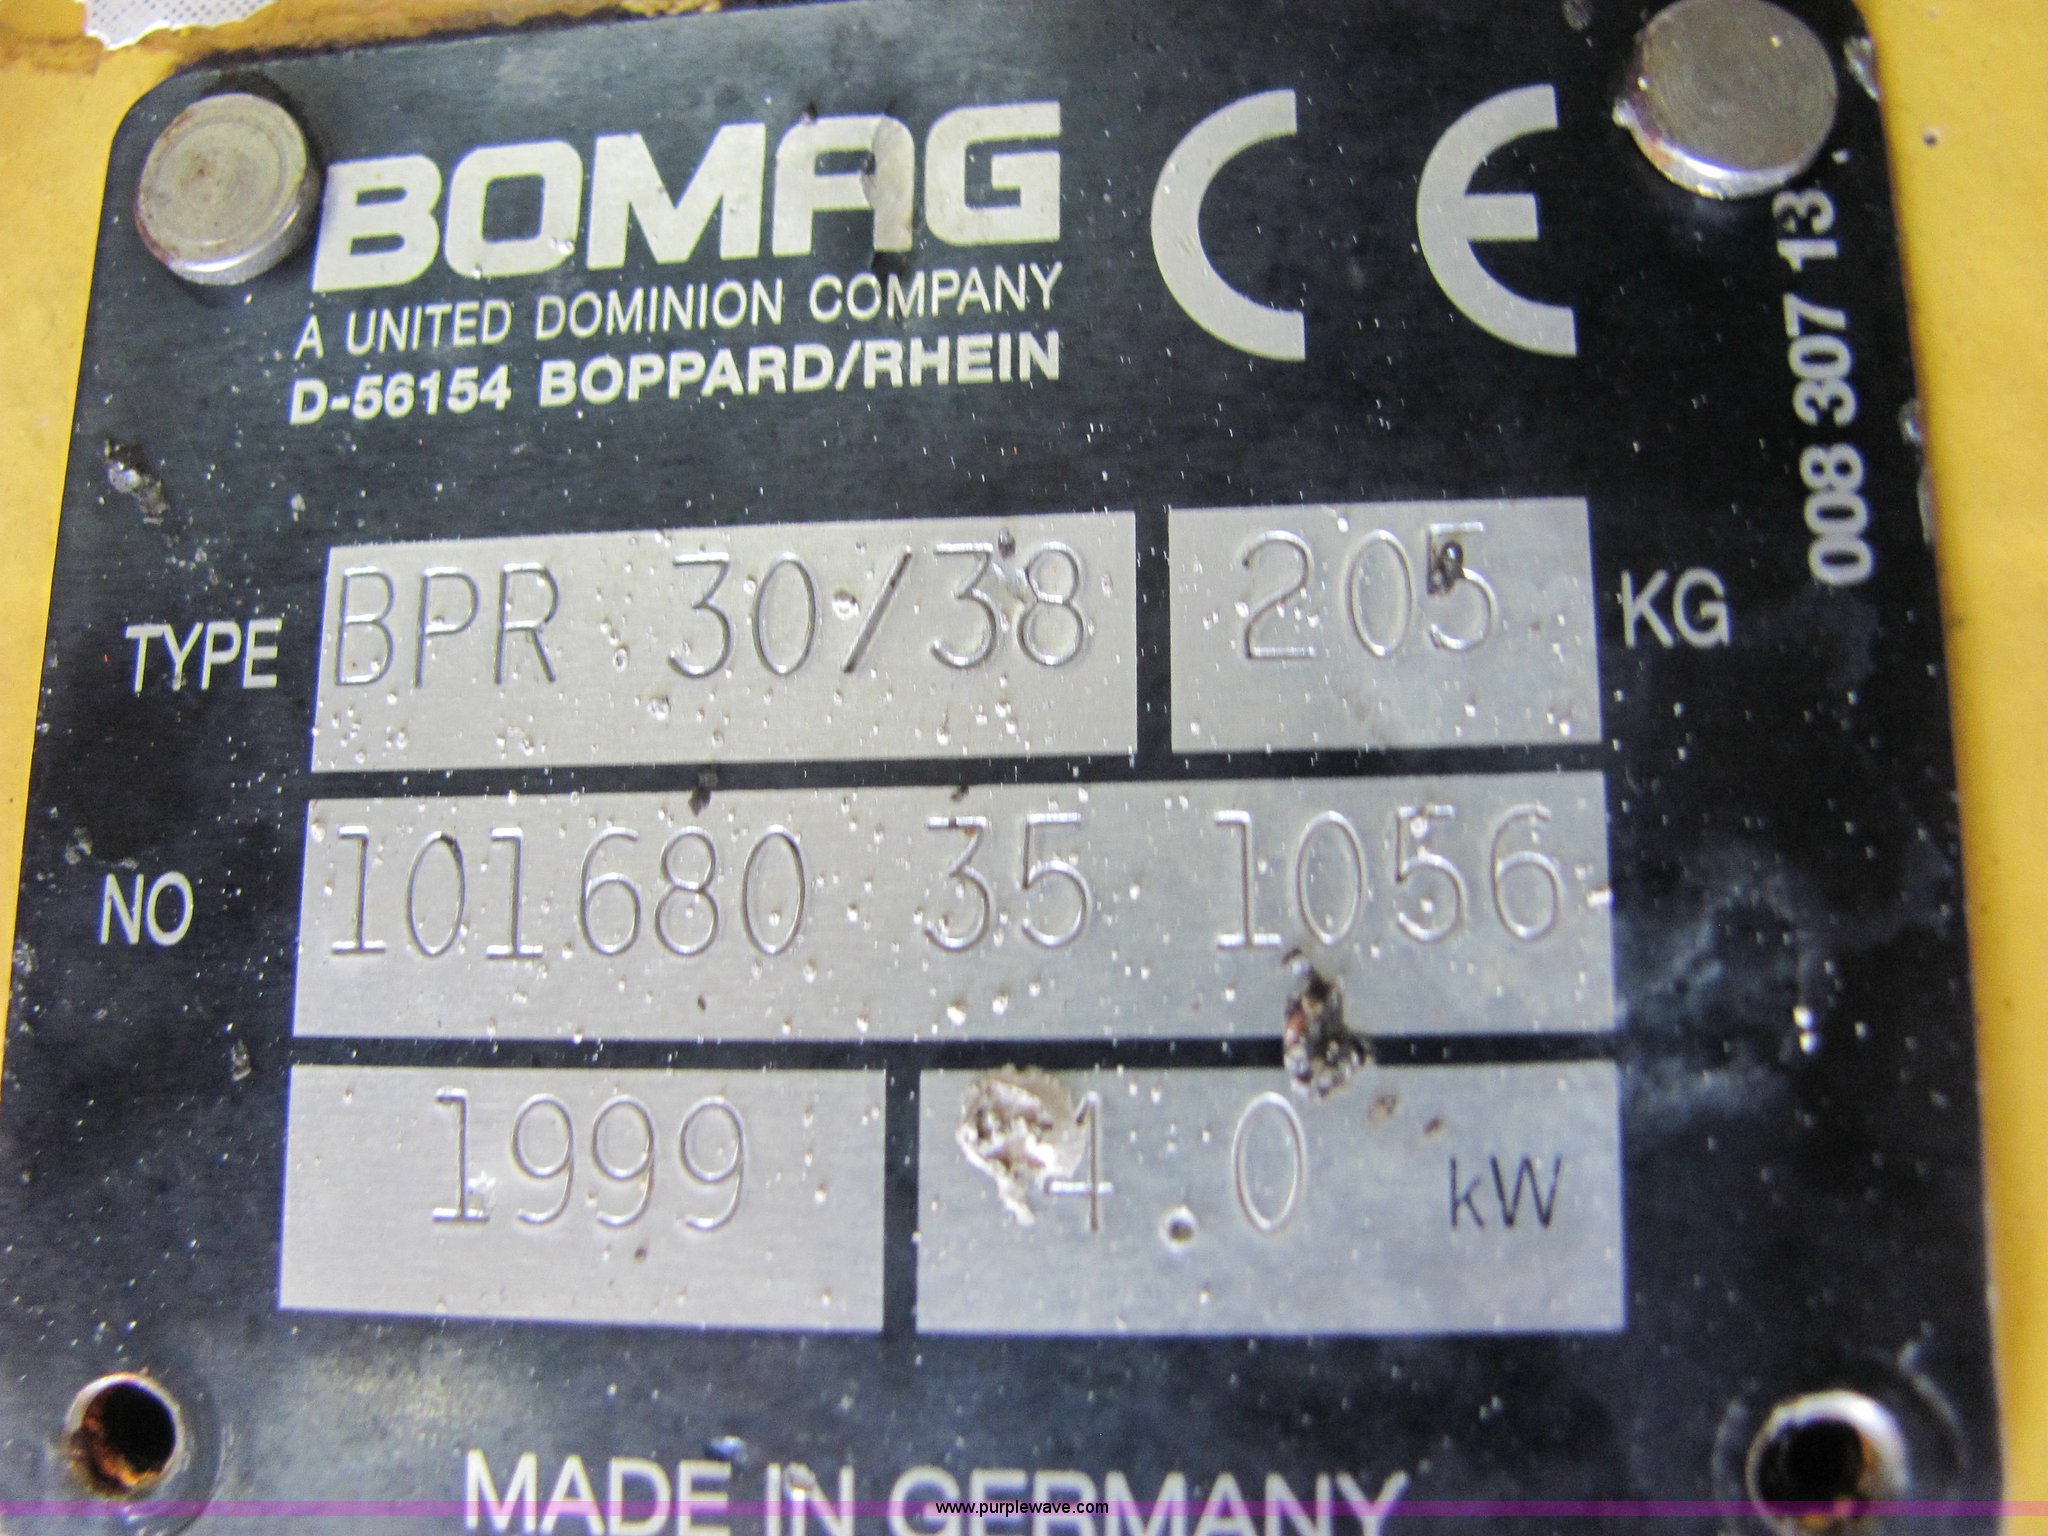 BOMAG CE
A UNITED DOMINION COMPANY
D-56154 BOPPARD/RHEIN
008 307 13
TYPE BPR 30/38 205 KG
NO 101680 35 1056
1999 4.0 kW
MADE IN GERMANY
www.purplewave.com